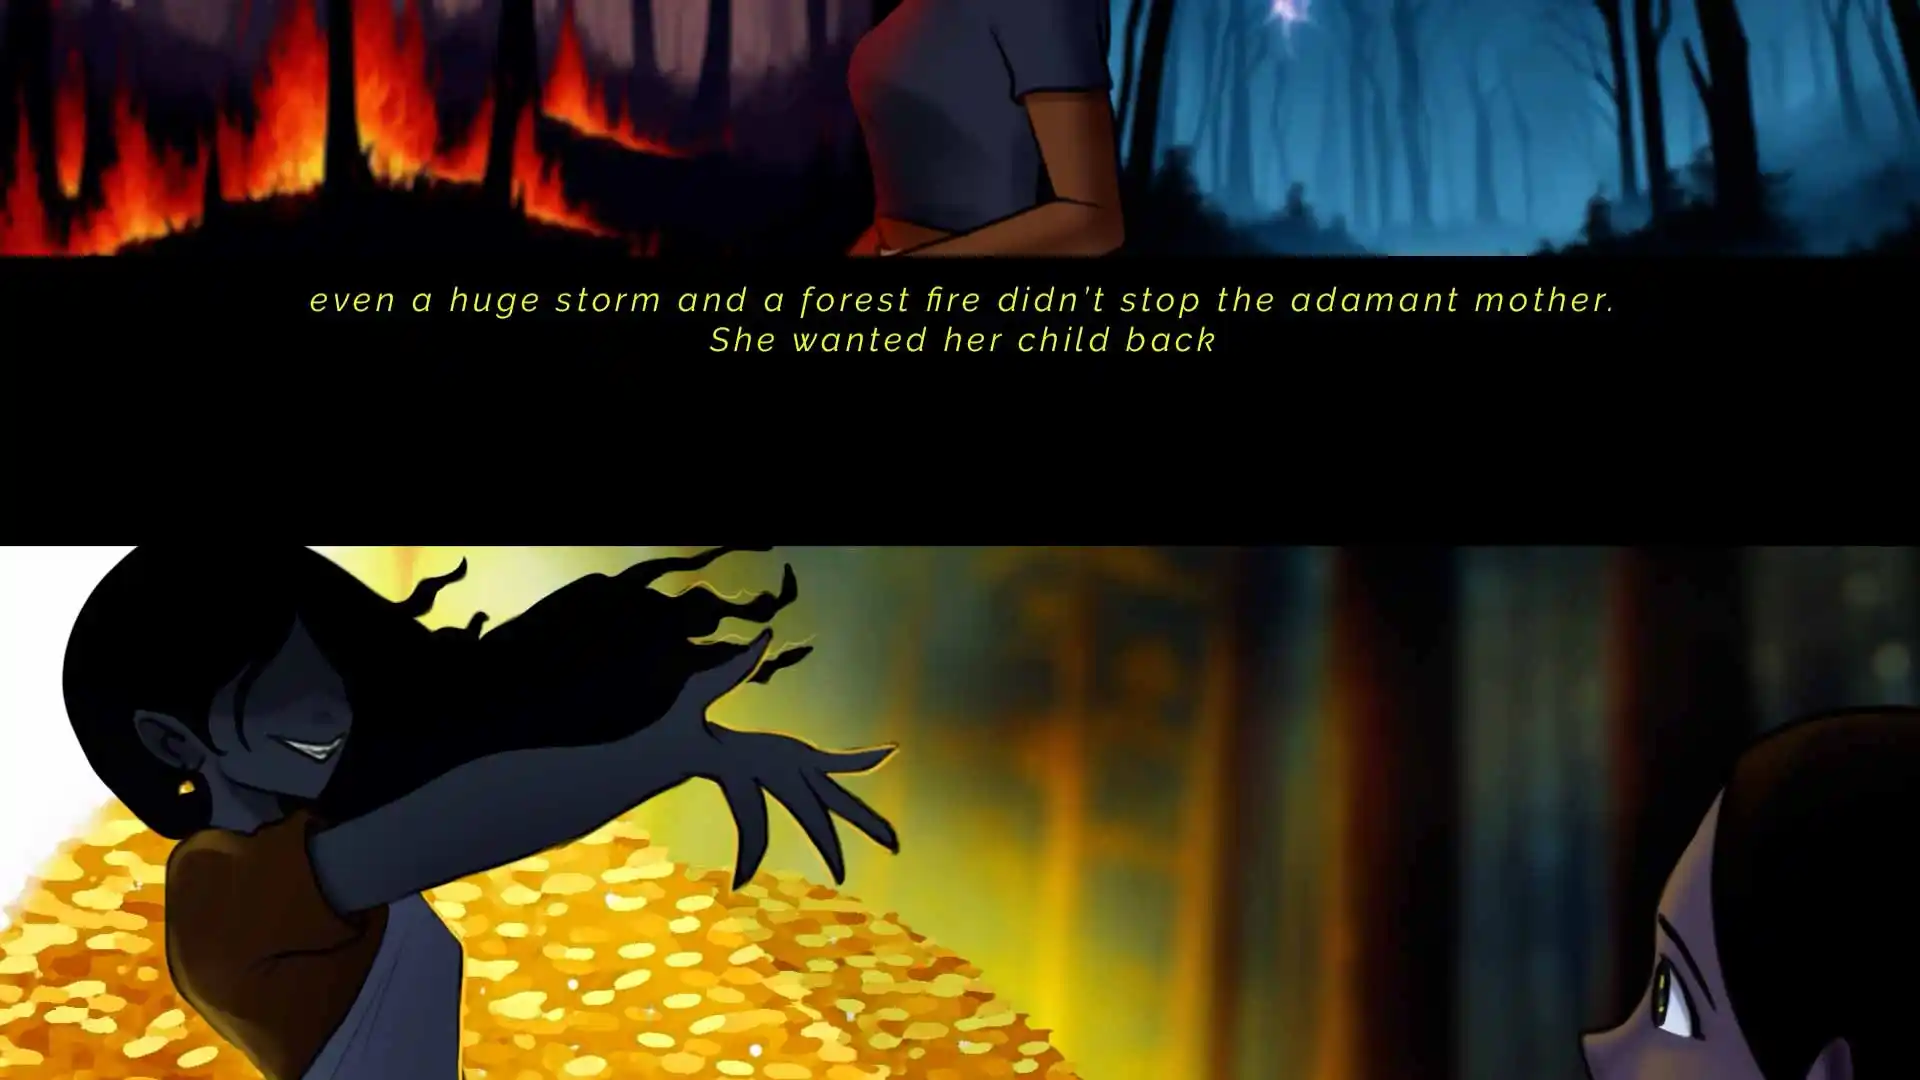 even a huge storm and a forest fire didn't stop the adamant mother.
She wanted her child back